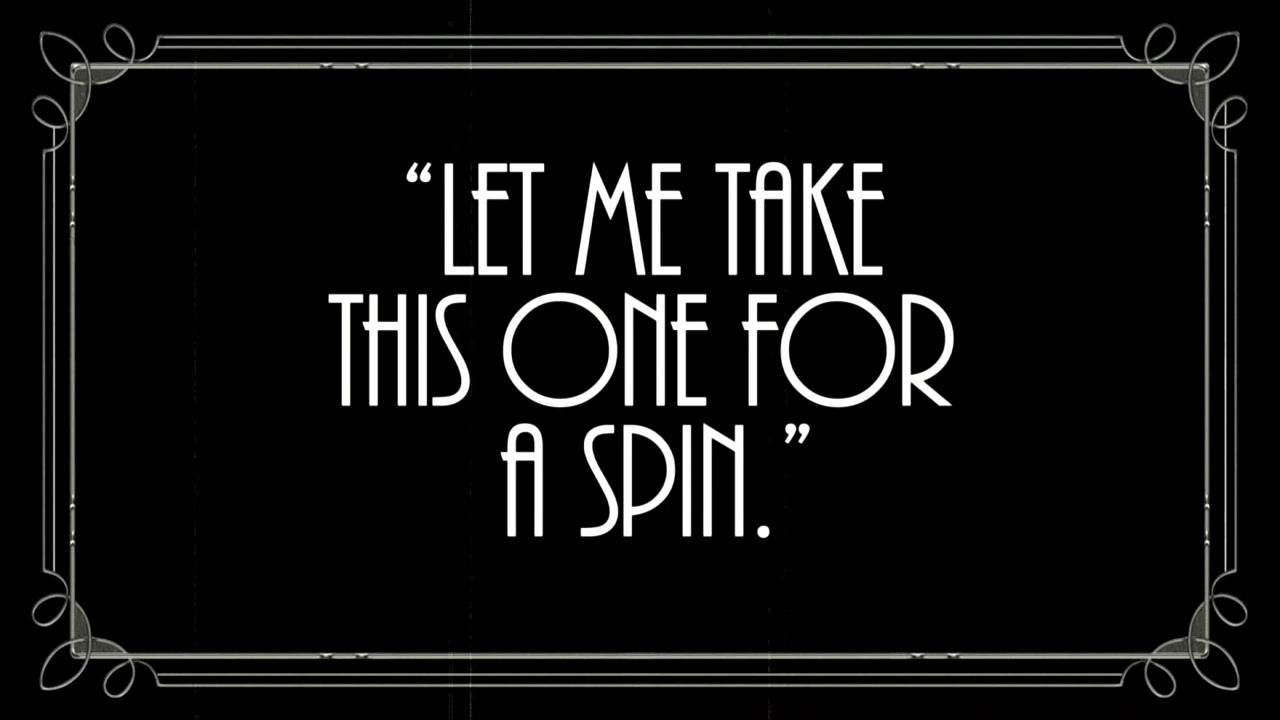 “LET ME TAKE
THIS ONE FOR
A SPIN.”